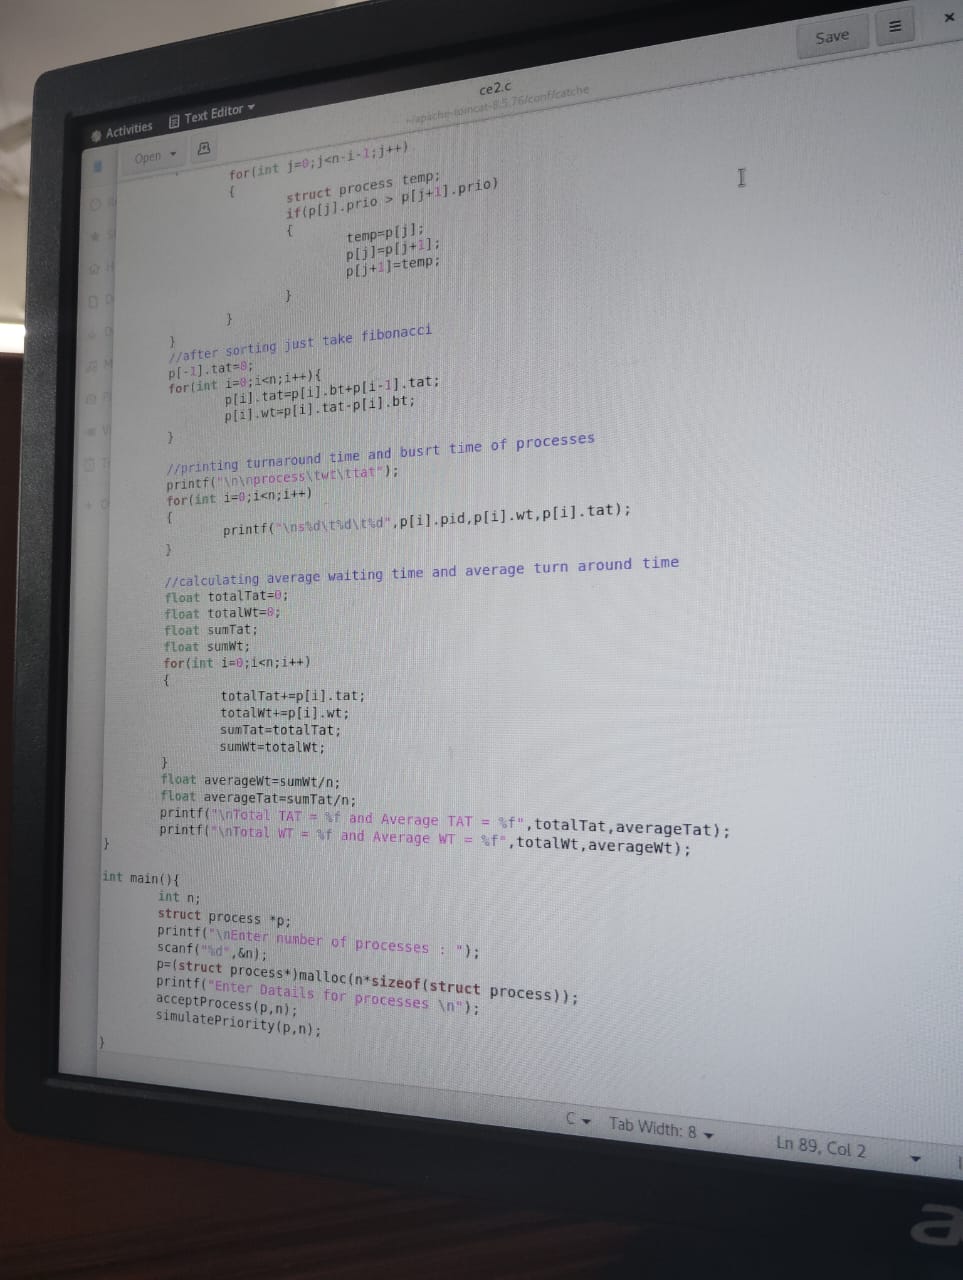 Activities Text Editor
Open
ce2.c
~/apache-tomcat-8.5.76/conf/catche
Save
for(int j=0;j<n-i-1;j++)
{
struct process temp;
if(p[j].prio > p[j+1].prio)
{
temp=p[j];
p[j]=p[j+1];
p[j+1]=temp;
}
}
}
//after sorting just take fibonacci
p[-1].tat=0;
for(int i=0;i<n;i++){
p[i].tat=p[i].bt+p[i-1].tat;
p[i].wt=p[i].tat-p[i].bt;
}
//printing turnaround time and busrt time of processes
printf("\n\nprocess\twt\ttat");
for(int i=0;i<n;i++)
{
printf("\ns%d\t%d\t%d",p[i].pid,p[i].wt,p[i].tat);
}
//calculating average waiting time and average turn around time
float totalTat=0;
float totalWt=0;
float sumTat;
float sumWt;
for(int i=0;i<n;i++)
{
totalTat+=p[i].tat;
totalWt+=p[i].wt;
sumTat=totalTat;
sumWt=totalWt;
}
float averageWt=sumWt/n;
float averageTat=sumTat/n;
printf("\nTotal TAT = %f and Average TAT = %f",totalTat,averageTat);
printf("\nTotal WT = %f and Average WT = %f",totalWt,averageWt);
}
int main(){
int n;
struct process *p;
printf("\nEnter number of processes : ");
scanf("%d",&n);
p=(struct process*)malloc(n*sizeof(struct process));
printf("Enter Datails for processes \n");
acceptProcess(p,n);
simulatePriority(p,n);
}
C Tab Width: 8 Ln 89, Col 2